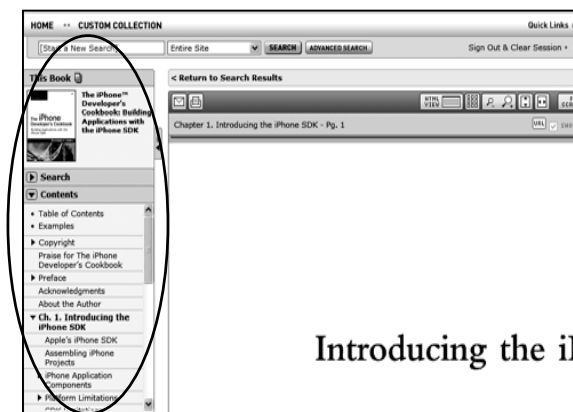 HOME ·· CUSTOM COLLECTION
Quick Links
[Start a New Search]
Entire Site
SEARCH
ADVANCED SEARCH
Sign Out & Clear Session
This Book
The iPhone™
Developer's
Cookbook: Building
Applications with
the iPhone SDK
< Return to Search Results
HTML
VIEW
Chapter 1. Introducing the iPhone SDK - Pg. 1
URL
Search
Contents
• Table of Contents
• Examples
Copyright
Praise for The iPhone
Developer's Cookbook
Preface
Acknowledgments
About the Author
Ch. 1. Introducing the
iPhone SDK
Apple's iPhone SDK
Assembling iPhone
Projects
iPhone Application
Components
Platform Limitations
SDK Limitations
Introducing the iP